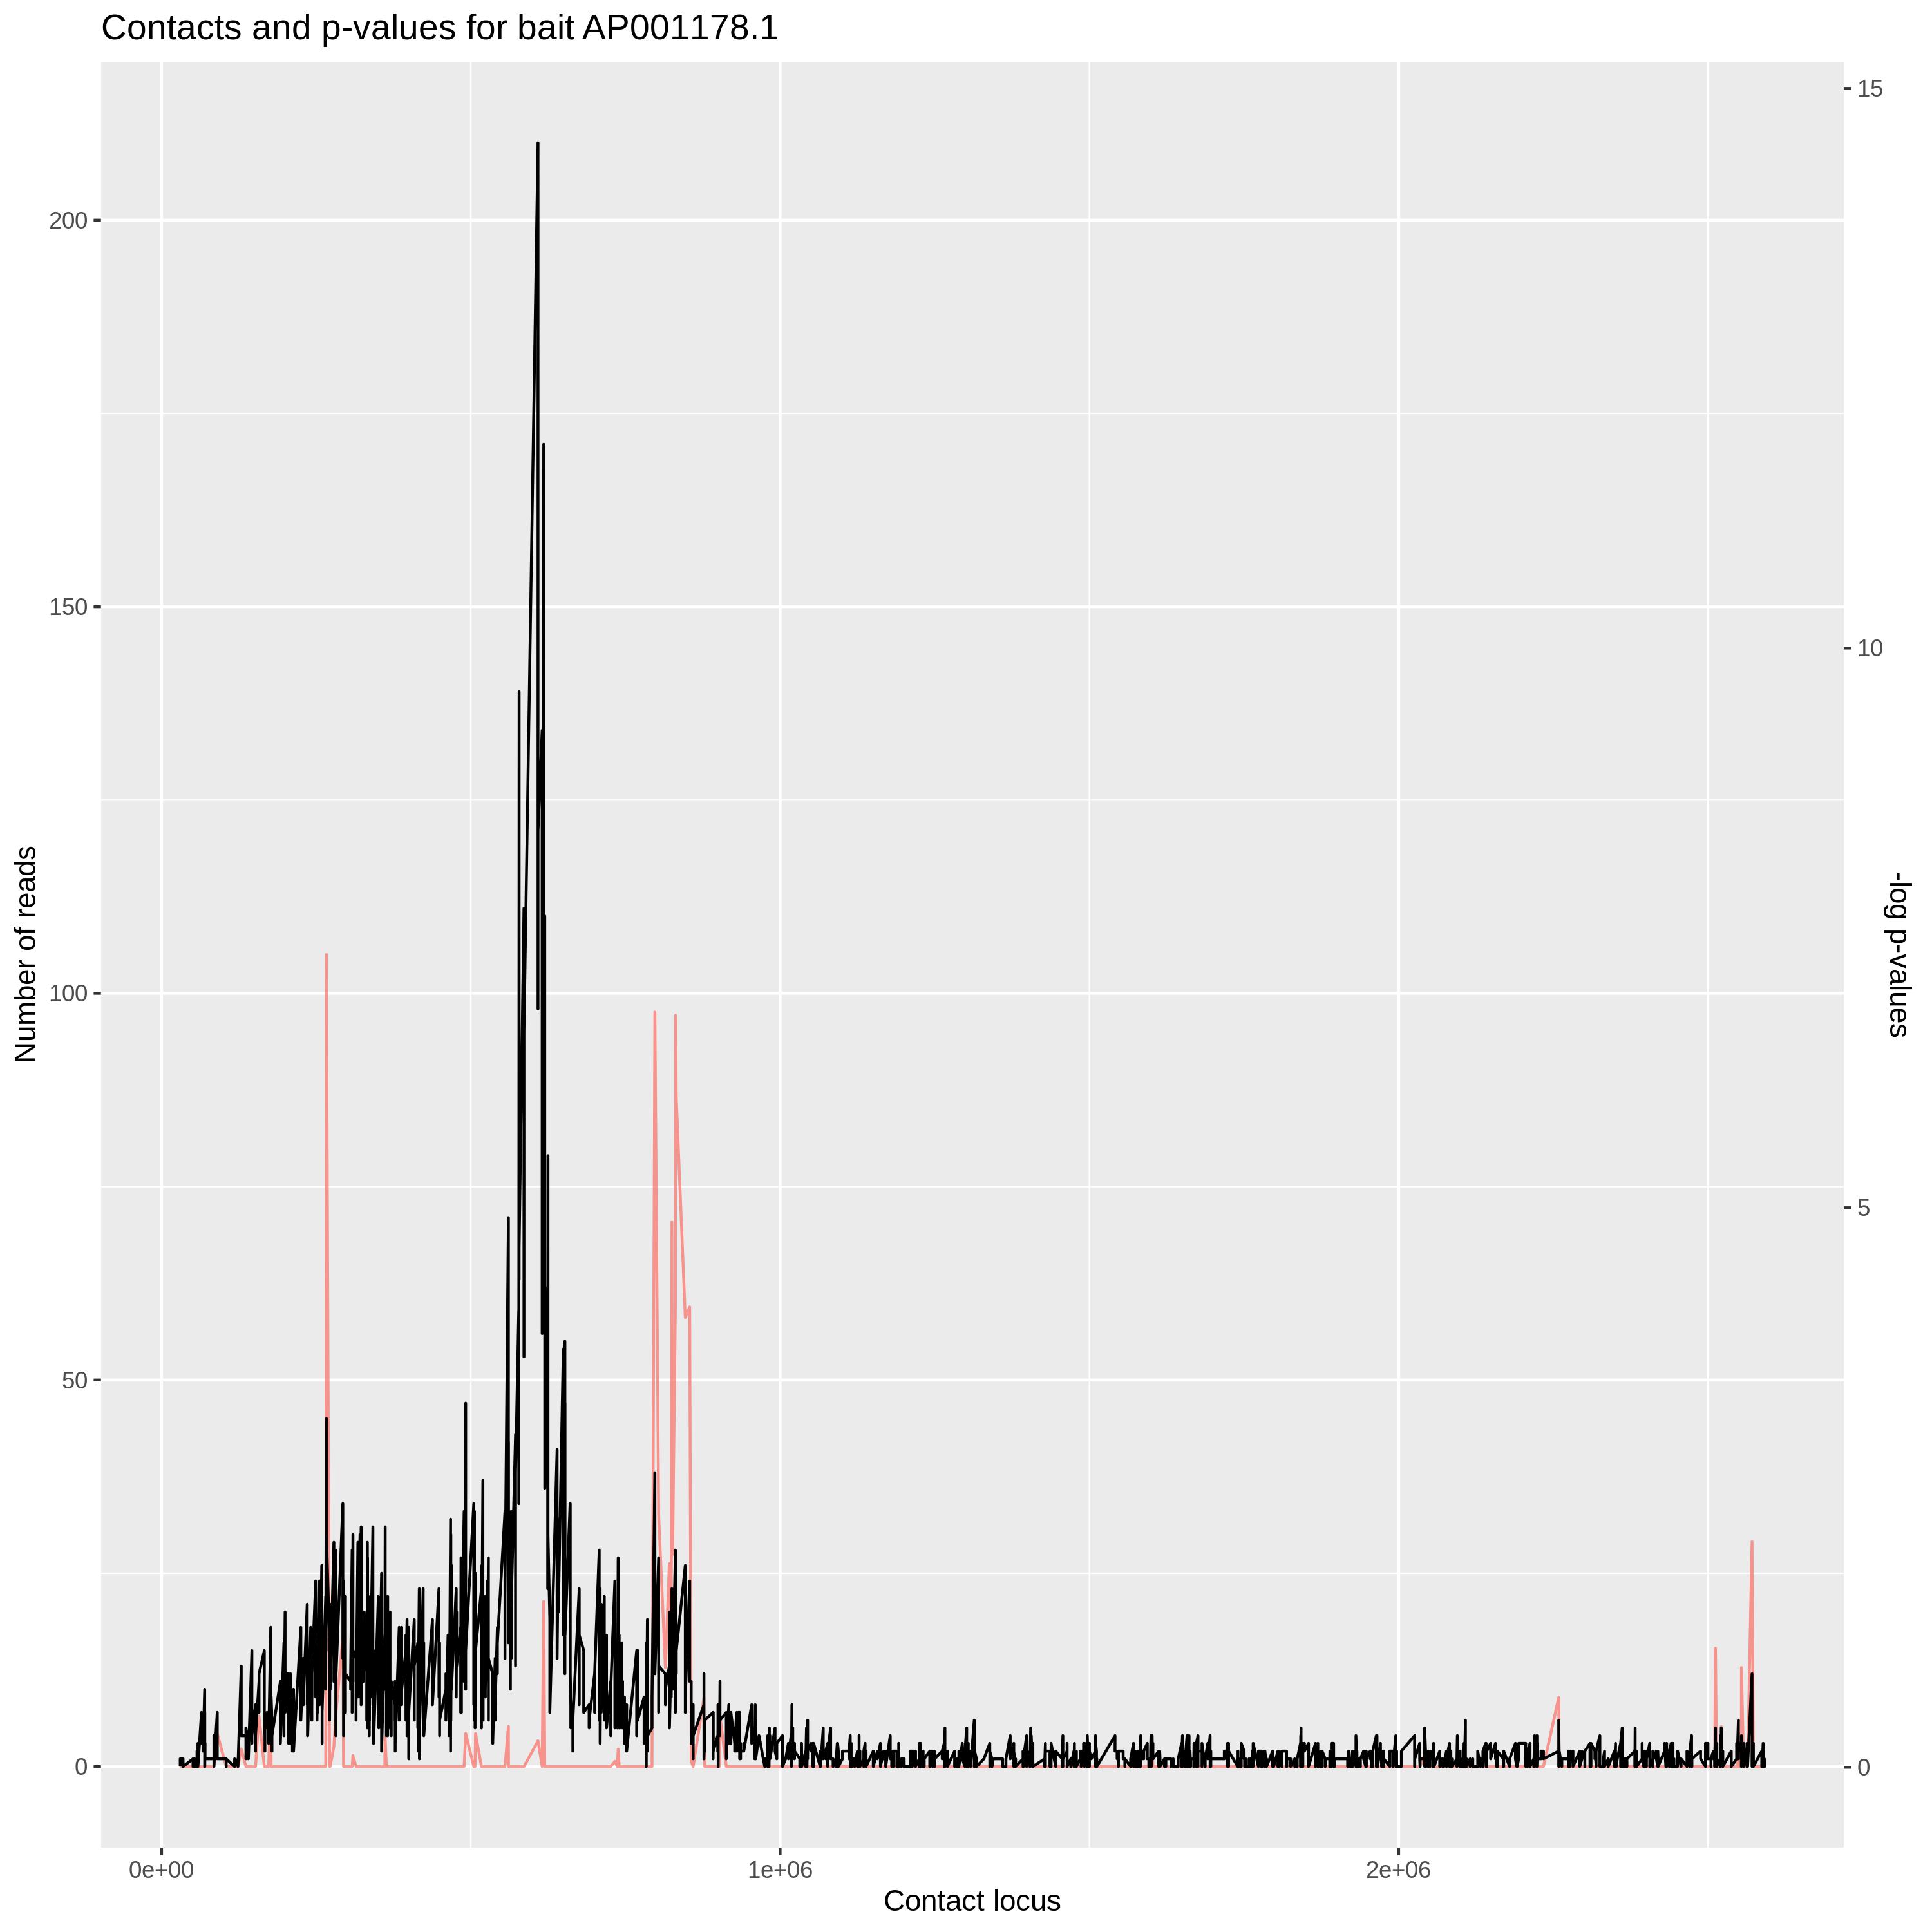 Contacts and p-values for bait AP001178.1
200
150
100
50
0
15
10
5
0
0e+00
1e+06
2e+06
Number of reads
-log p-values
Contact locus